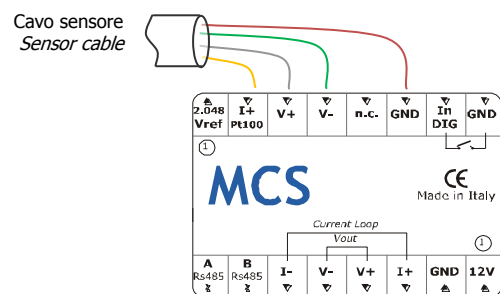 Cavo sensore
Sensor cable
2.048 I+ V+ V- n.c. GND In GND
Vref Pt100 DIG
1
MCS
CE
Made in Italy
Current Loop
Vout
1
A B I- V- V+ I+ GND 12V
Rs485 Rs485